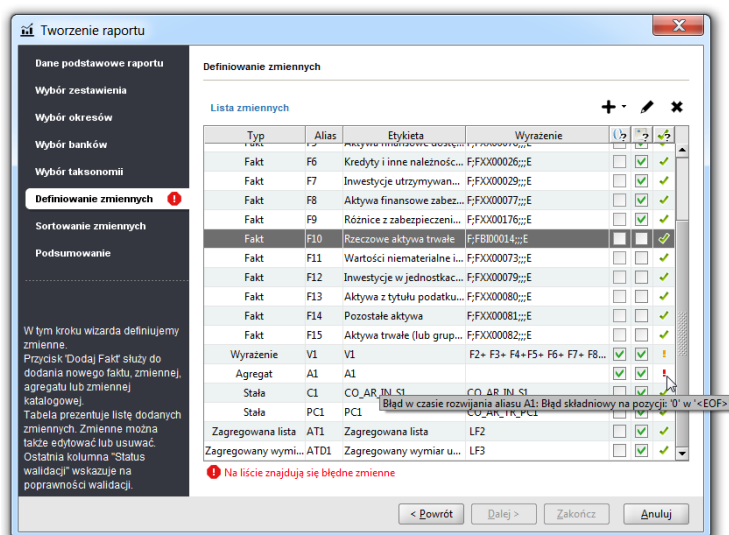 Tworzenie raportu
Dane podstawowe raportu
Wybór zestawienia
Wybór okresów
Wybór banków
Wybór taksonomii
Definiowanie zmiennych
Sortowanie zmiennych
Podsumowanie
W tym kroku wizarda definiujemy
zmienne.
Przycisk 'Dodaj Fakt' służy do
dodania nowego faktu, zmiennej,
agregatu lub zmiennej
katalogowej.
Tabela prezentuje listę dodanych
zmiennych. Zmienne można
także edytować lub usuwać.
Ostatnia kolumna "Status
walidacji" wskazuje na
poprawności walidacji.
Definiowanie zmiennych
Lista zmiennych
Typ Alias Etykieta Wyrażenie
Fakt F6 Kredyty i inne należnośc... F;FXX00026;;;E
Fakt F7 Inwestycje utrzymywan... F;FXX00029;;;E
Fakt F8 Aktywa finansowe zabez... F;FXX00077;;;E
Fakt F9 Różnice z zabezpieczeni... F;FXX00176;;;E
Fakt F10 Rzeczowe aktywa trwałe F;FBI00014;;;E
Fakt F11 Wartości niematerialne i... F;FXX00073;;;E
Fakt F12 Inwestycje w jednostkac... F;FXX00079;;;E
Fakt F13 Aktywa z tytułu podatku... F;FXX00080;;;E
Fakt F14 Pozostałe aktywa F;FXX00081;;;E
Fakt F15 Aktywa trwałe (lub grup... F;FXX00082;;;E
Wyrażenie V1 V1 F2+ F3+ F4+F5+ F6+ F7+ F8...
Agregat A1 A1
Stała C1 CO_AR_IN_S1 CO_AR_IN_S1
Błąd w czasie rozwijania aliasu A1: Błąd składniowy na pozycji: '0' w '<EOF>
Stała PC1 PC1 CO_AR_TR_PC1
Zagregowana lista AT1 Zagregowana lista LF2
Zagregowany wymi... ATD1 Zagregowany wymiar u... LF3
Na liście znajdują się błędne zmienne
< Powrót Dalej > Zakończ Anuluj